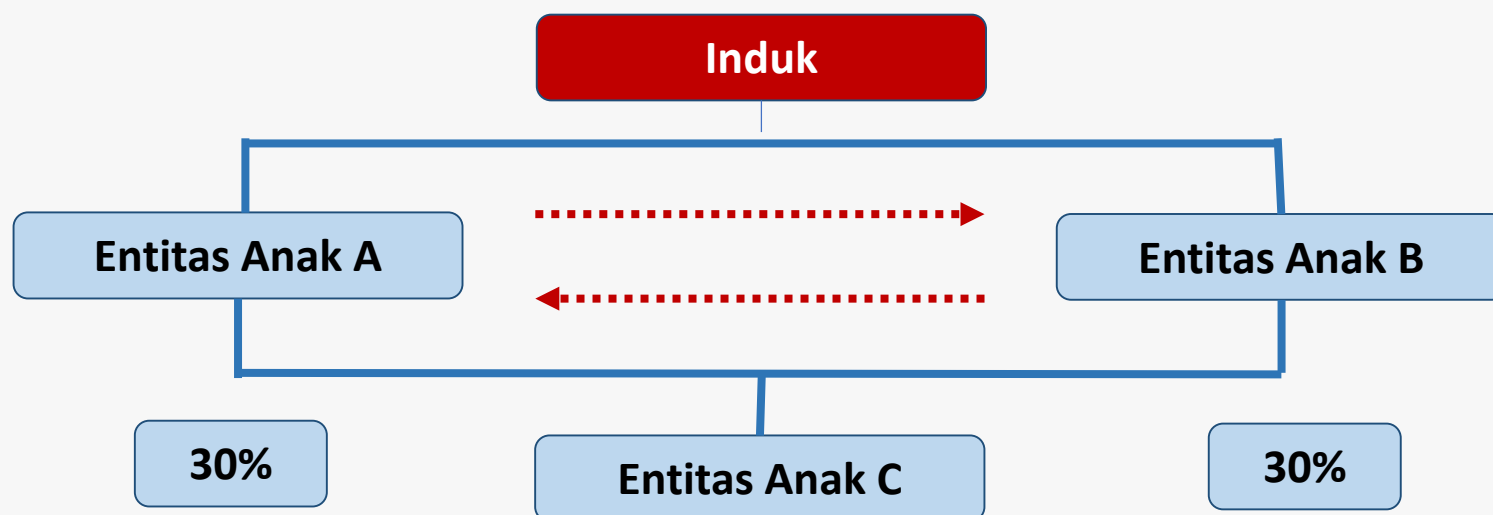 Induk
Entitas Anak A
Entitas Anak B
30%
Entitas Anak C
30%